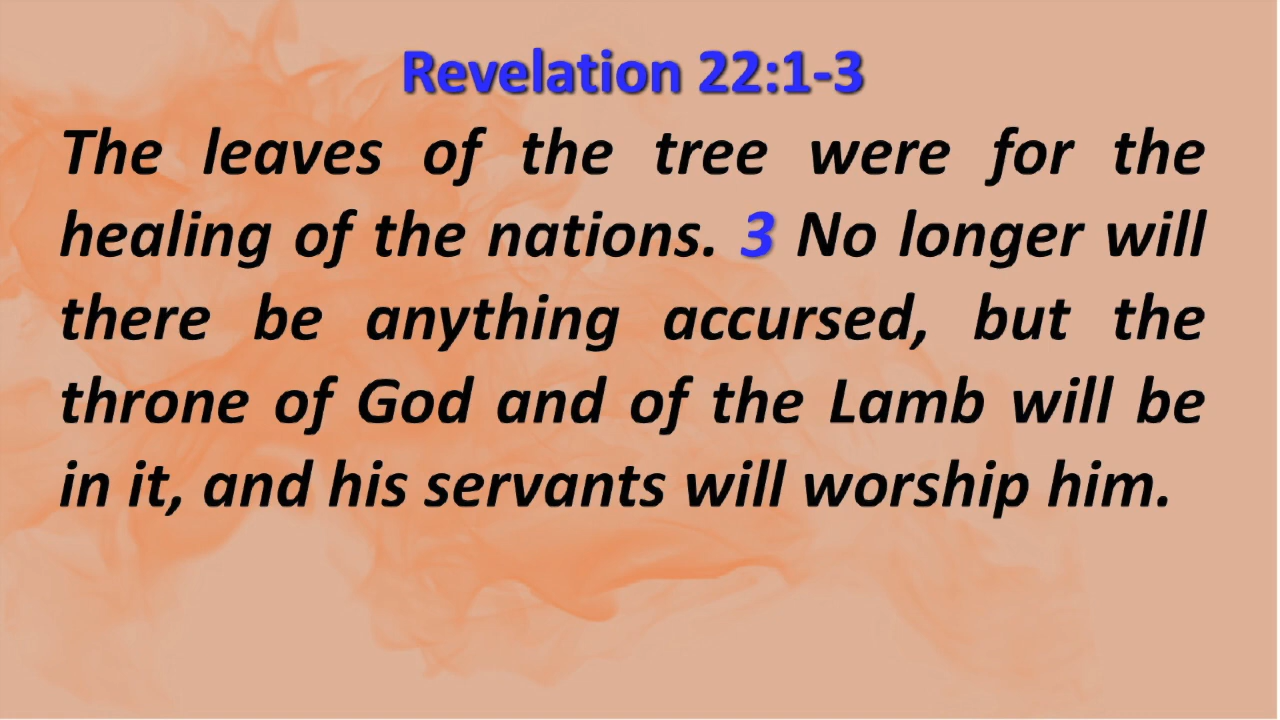 Revelation 22:1-3
The leaves of the tree were for the
healing of the nations. 3 No longer will
there be anything accursed, but the
throne of God and of the Lamb will be
in it, and his servants will worship him.